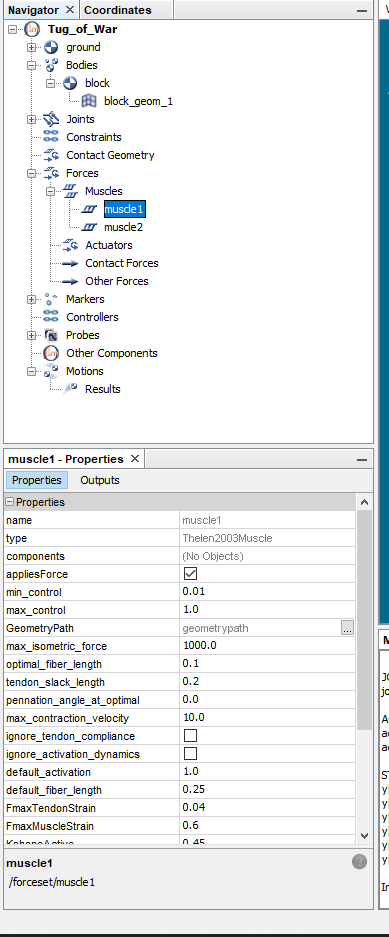 Navigator
Coordinates
Tug_of_War
ground
Bodies
block
block_geom_1
Joints
Constraints
Contact Geometry
Forces
Muscles
muscle1
muscle2
Actuators
Contact Forces
Other Forces
Markers
Controllers
Probes
Other Components
Motions
Results
muscle1 - Properties
Properties Outputs
Properties
name muscle1
type Thelen2003Muscle
components (No Objects)
appliesForce
min_control 0.01
max_control 1.0
GeometryPath geometrypath ...
max_isometric_force 1000.0
optimal_fiber_length 0.1
tendon_slack_length 0.2
pennation_angle_at_optimal 0.0
max_contraction_velocity 10.0
ignore_tendon_compliance
ignore_activation_dynamics
default_activation 1.0
default_fiber_length 0.25
FmaxTendonStrain 0.04
FmaxMuscleStrain 0.6
muscle1
/forceset/muscle1